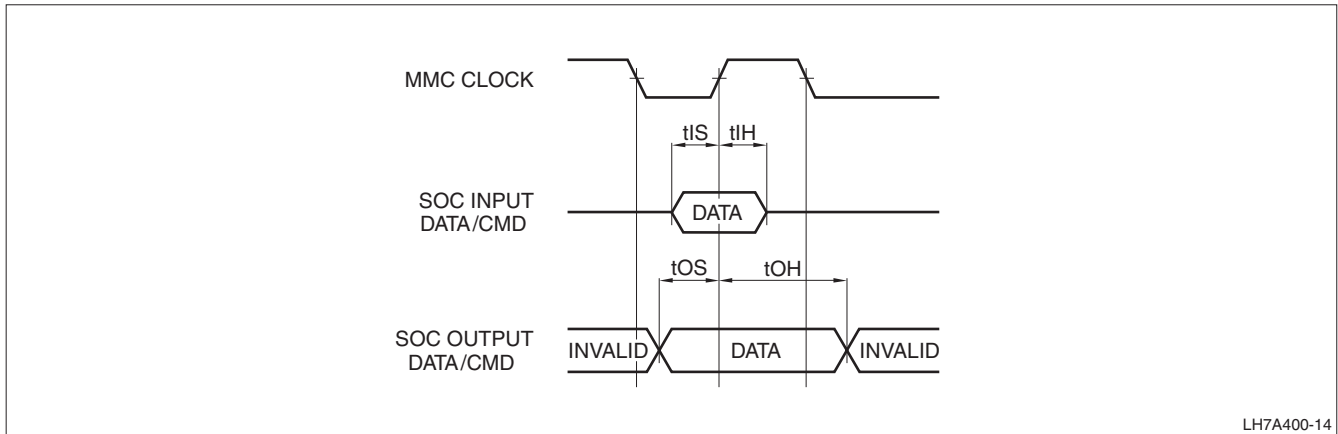 MMC CLOCK
tIS tIH
SOC INPUT
DATA/CMD
DATA
tOS tOH
SOC OUTPUT
DATA/CMD
INVALID DATA INVALID
LH7A400-14